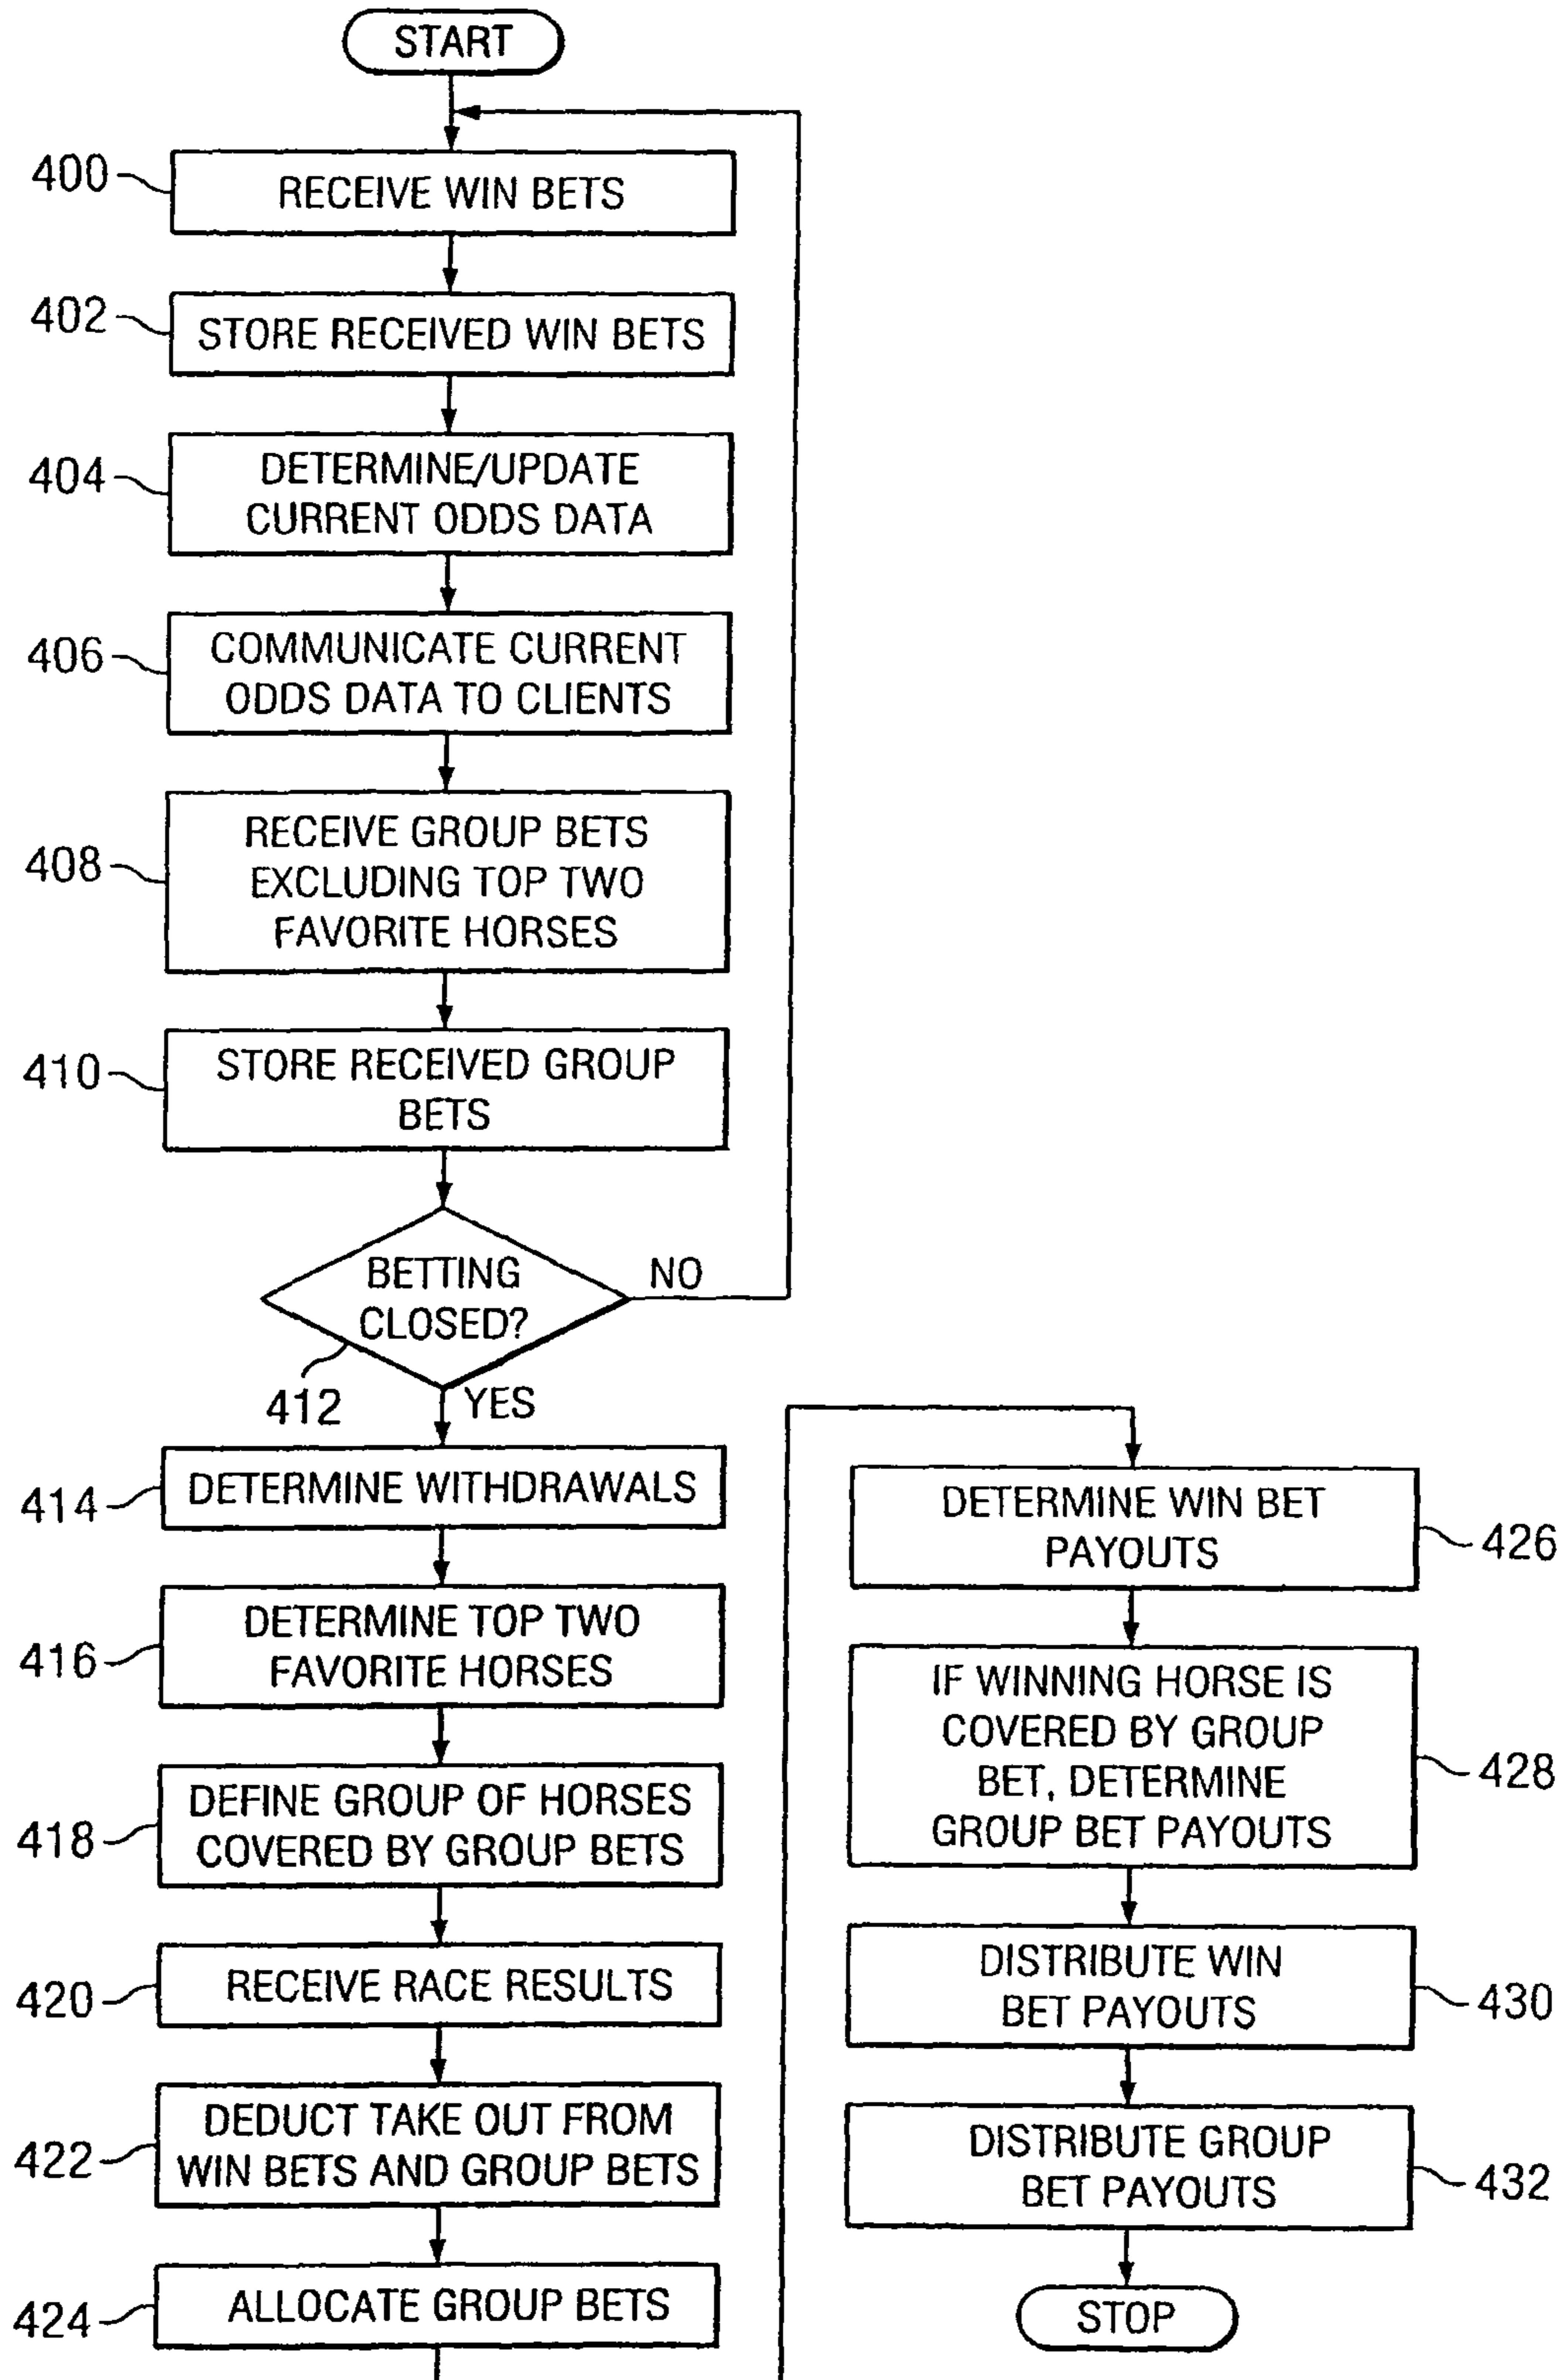 START
400
RECEIVE WIN BETS
402
STORE RECEIVED WIN BETS
404
DETERMINE/UPDATE
CURRENT ODDS DATA
406
COMMUNICATE CURRENT
ODDS DATA TO CLIENTS
408
RECEIVE GROUP BETS
EXCLUDING TOP TWO
FAVORITE HORSES
410
STORE RECEIVED GROUP
BETS
BETTING
CLOSED?
NO
412
YES
414
DETERMINE WITHDRAWALS
416
DETERMINE TOP TWO
FAVORITE HORSES
418
DEFINE GROUP OF HORSES
COVERED BY GROUP BETS
420
RECEIVE RACE RESULTS
422
DEDUCT TAKE OUT FROM
WIN BETS AND GROUP BETS
424
ALLOCATE GROUP BETS
DETERMINE WIN BET
PAYOUTS
426
IF WINNING HORSE IS
COVERED BY GROUP
BET, DETERMINE
GROUP BET PAYOUTS
428
DISTRIBUTE WIN
BET PAYOUTS
430
DISTRIBUTE GROUP
BET PAYOUTS
432
STOP